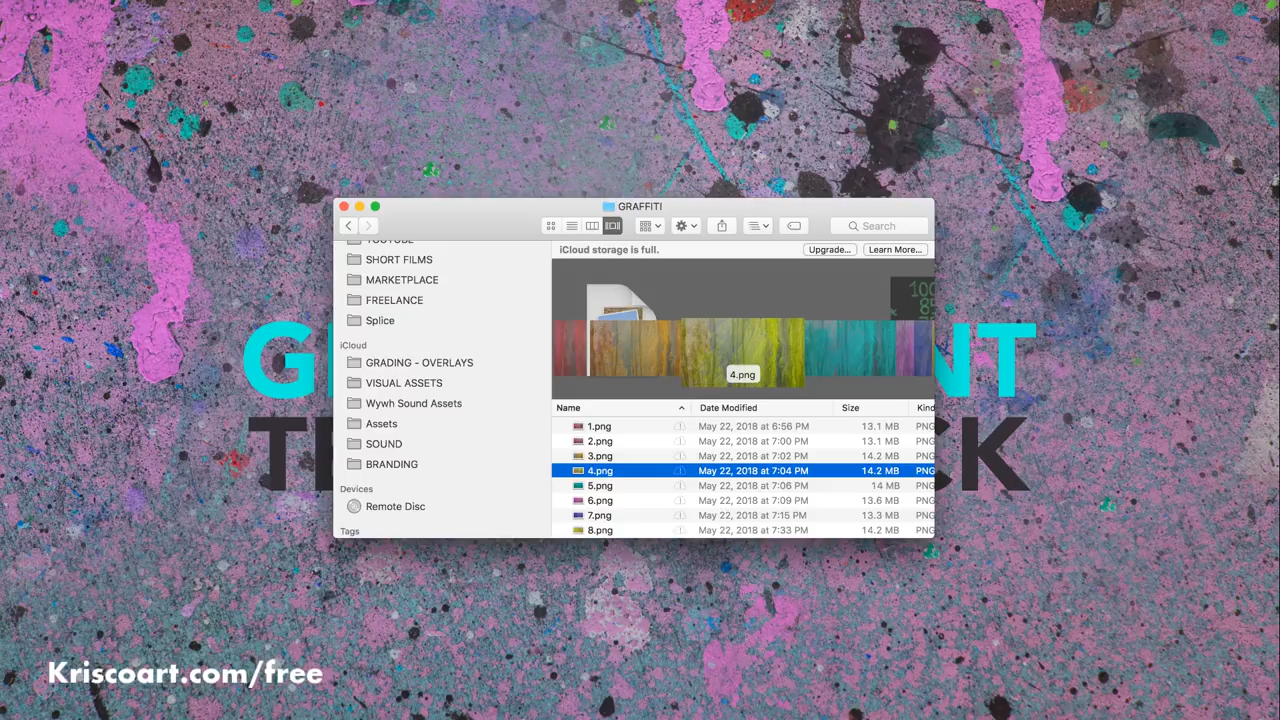 GRAFFITI
Search
YOUTUBE
SHORT FILMS
MARKETPLACE
FREELANCE
Splice
iCloud
GRADING - OVERLAYS
VISUAL ASSETS
Wywh Sound Assets
Assets
SOUND
BRANDING
Devices
Remote Disc
Tags
iCloud storage is full. Upgrade... Learn More...
100
85
4.png
Name Date Modified Size Kind
1.png May 22, 2018 at 6:56 PM 13.1 MB PNG
2.png May 22, 2018 at 7:00 PM 13.1 MB PNG
3.png May 22, 2018 at 7:02 PM 14.2 MB PNG
4.png May 22, 2018 at 7:04 PM 14.2 MB PNG
5.png May 22, 2018 at 7:06 PM 14 MB PNG
6.png May 22, 2018 at 7:09 PM 13.6 MB PNG
7.png May 22, 2018 at 7:15 PM 13.3 MB PNG
8.png May 22, 2018 at 7:33 PM 14.2 MB PNG
Kriscoart.com/free